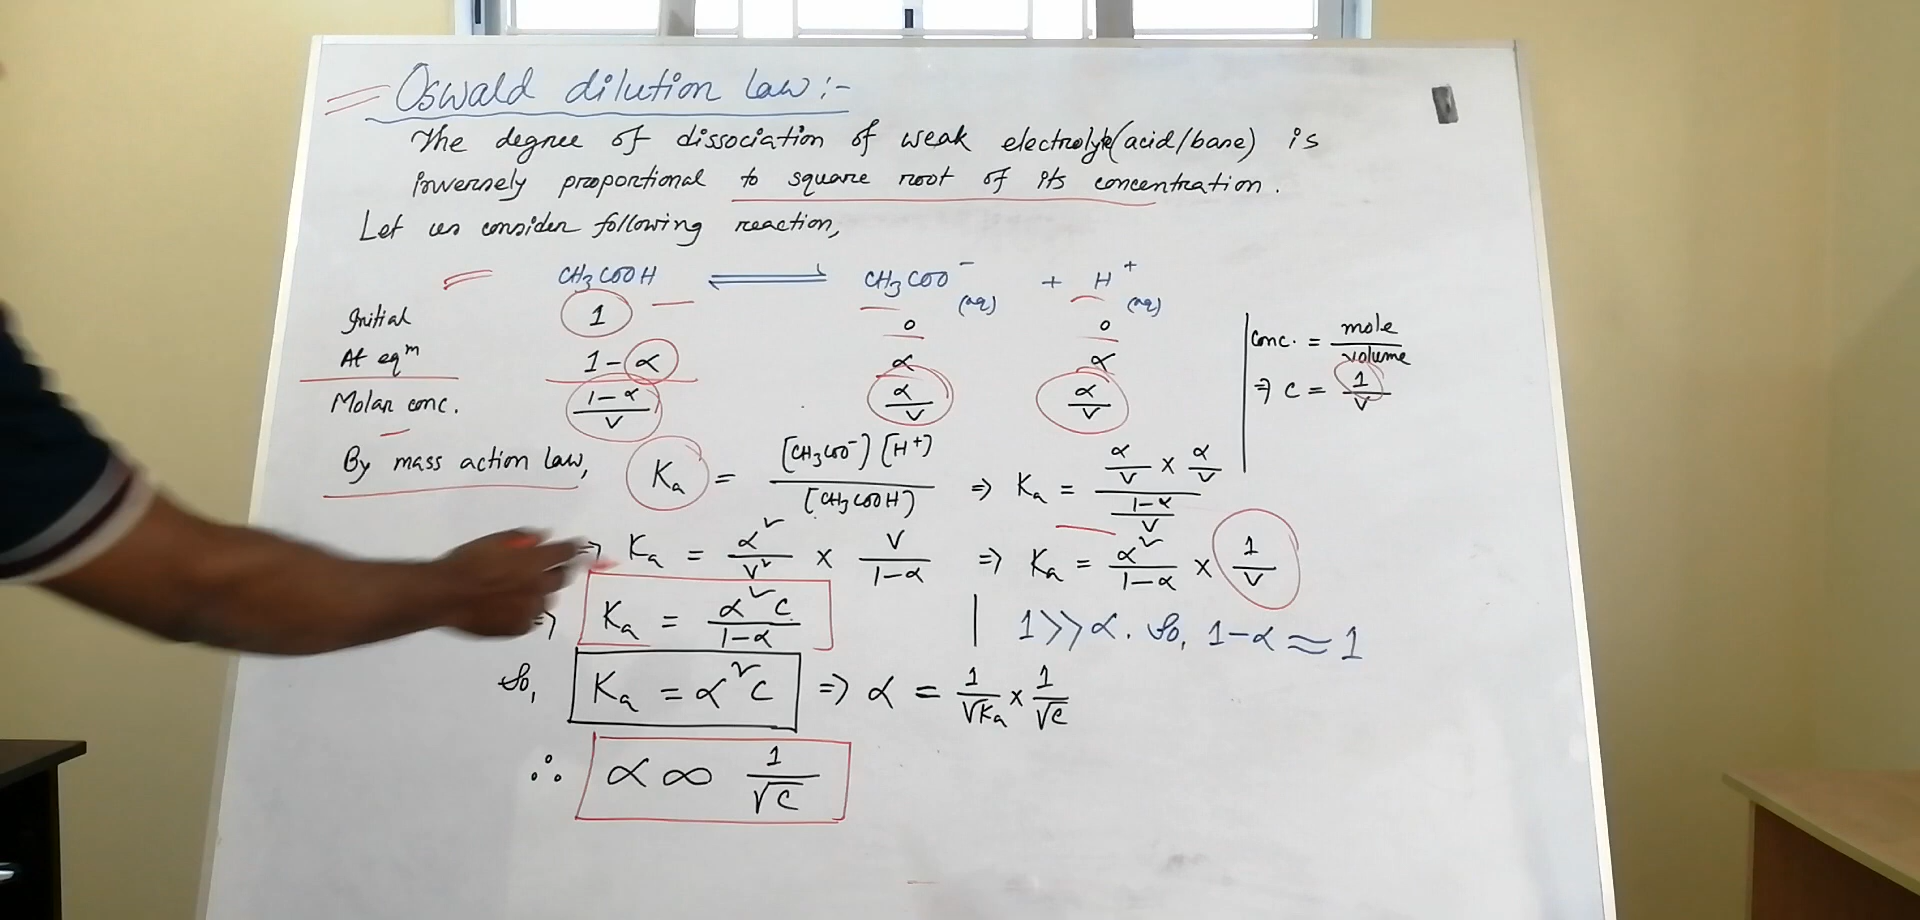 Oswald dilution law:-
The degree of dissociation of weak electrolyte(acid/base) is
inversely proportional to square root of its concentration.
Let us consider following reaction,
CH3COOH ⇌ CH3COO⁻(aq) + H⁺(aq)
Initial 1 0 0
At eqᵐ 1-α α α
Molar conc. (1-α)/V α/V α/V
conc. = mole/volume
⇒ C = 1/V
By mass action law, Ka = [CH3COO⁻][H⁺]/[CH3COOH] ⇒ Ka = (α/V × α/V)/((1-α)/V)
⇒ Ka = α²/V² × V/(1-α) ⇒ Ka = α²/(1-α) × 1/V
⇒ Ka = α²C/(1-α) | 1>>α. So, 1-α ≈ 1
So, Ka = α²C ⇒ α = 1/√Ka × 1/√C
∴ α ∝ 1/√C